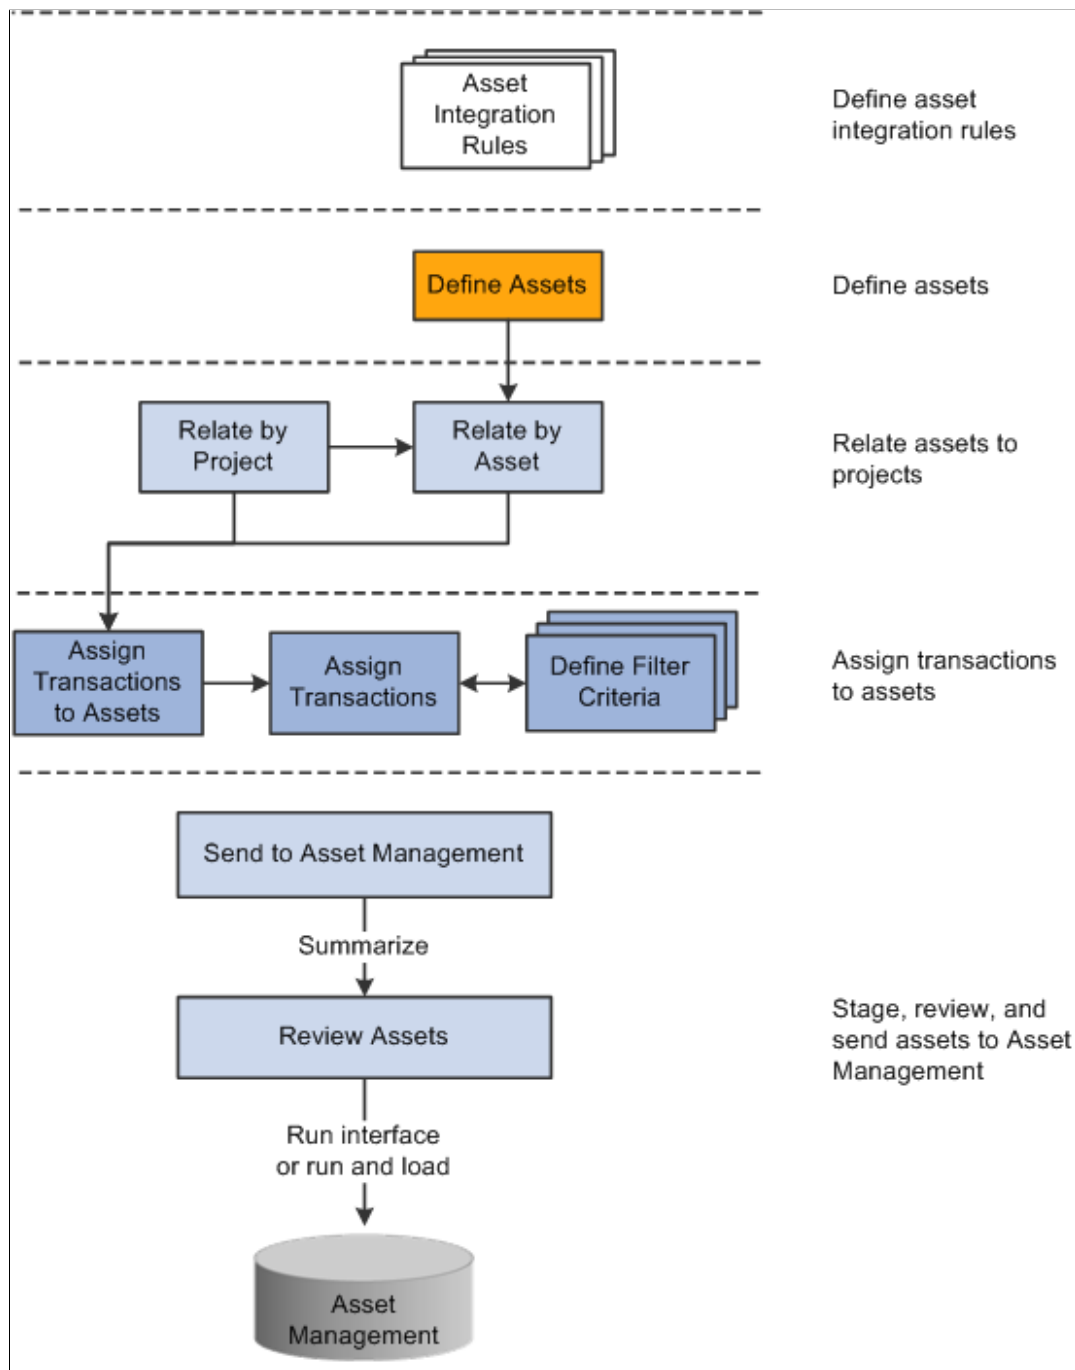 Asset
Integration
Rules
Define asset
integration rules
Define Assets
Define assets
Relate by
Project
Relate by
Asset
Relate assets to
projects
Assign
Transactions
to Assets
Assign
Transactions
Define Filter
Criteria
Assign transactions
to assets
Send to Asset Management
Summarize
Review Assets
Stage, review, and
send assets to Asset
Management
Run interface
or run and load
Asset
Management